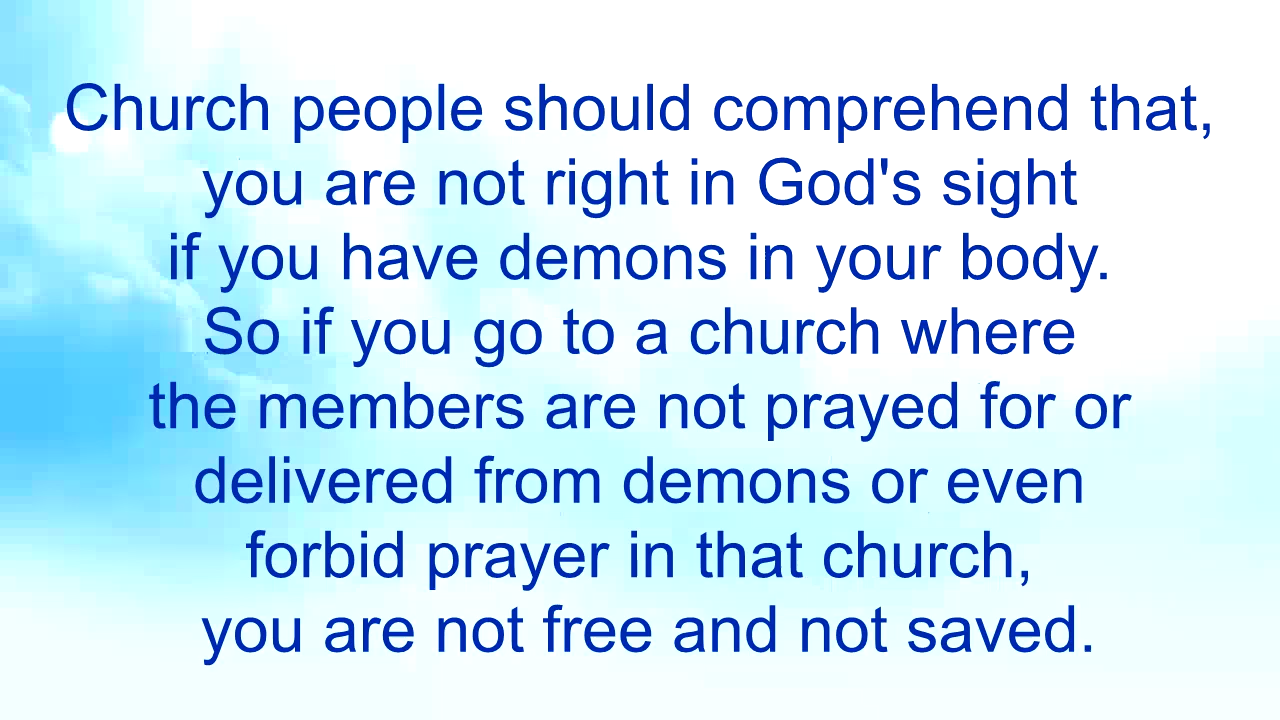 Church people should comprehend that,
you are not right in God's sight
if you have demons in your body.
So if you go to a church where
the members are not prayed for or
delivered from demons or even
forbid prayer in that church,
you are not free and not saved.